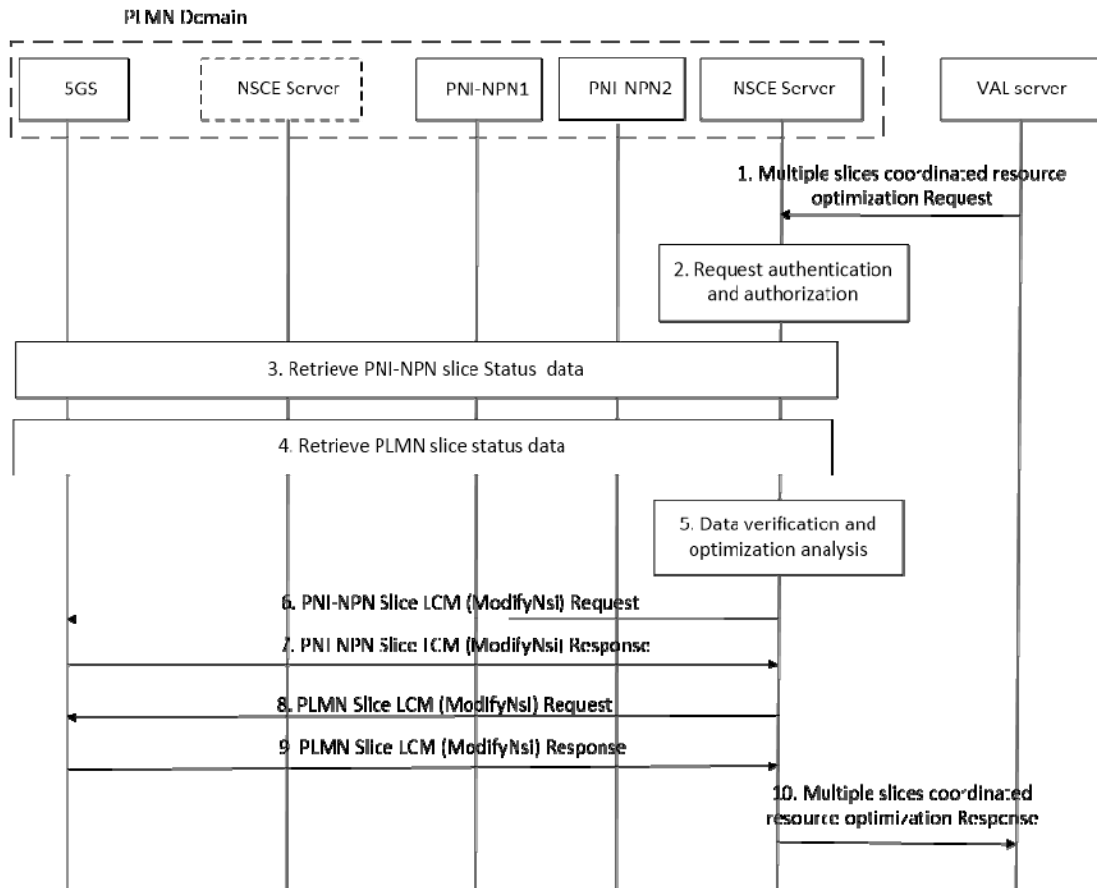 PLMN Domain
5GS
NSCE Server
PNI-NPN1
PNI NPN2
NSCE Server
VAL server
1. Multiple slices coordinated resource
optimization Request
2. Request authentication
and authorization
3. Retrieve PNI-NPN slice Status data
4. Retrieve PLMN slice status data
5. Data verification and
optimization analysis
6. PNI-NPN Slice LCM (ModifyNsi) Request
7. PNI NPN Slice LCM (ModifyNsi) Response
8. PLMN Slice LCM (ModifyNsi) Request
9 PLMN Slice LCM (ModifyNsi) Response
10. Multiple slices coordinated
resource optimization Response